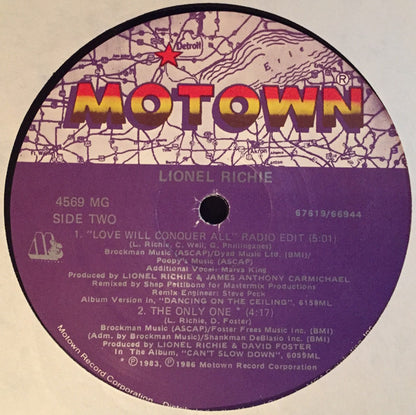 Detroit
ERIE
MOTOWN®
LIONEL RICHIE
4569 MG
SIDE TWO
67619/66944
1. "LOVE WILL CONQUER ALL" RADIO EDIT (5:01)
(L. Richie, C. Weil, G. Phillinganes)
Brockman Music (ASCAP)/Dyad Music Ltd. (BMI)/
Poopy's Music (ASCAP)
Additional Vocal- Marva King
Produced by LIONEL RICHIE & JAMES ANTHONY CARMICHAEL
Remixed by Shep Pettibone for Mastermix Productions
Remix Engineer: Steve Peck
Album Version in, "DANCING ON THE CEILING", 6158ML
2. THE ONLY ONE * (4:17)
(L. Richie, D. Foster)
Brockman Music (ASCAP)/Foster Frees Music Inc. (BMI)
(Adm. by Brockman Music)/Shankman DeBlasio Inc. (BMI)
Produced by LIONEL RICHIE & DAVID FOSTER
In The Album, "CAN'T SLOW DOWN", 6059ML
℗ © 1983, ℗ © 1986 Motown Record Corporation
Motown Record Corporation,